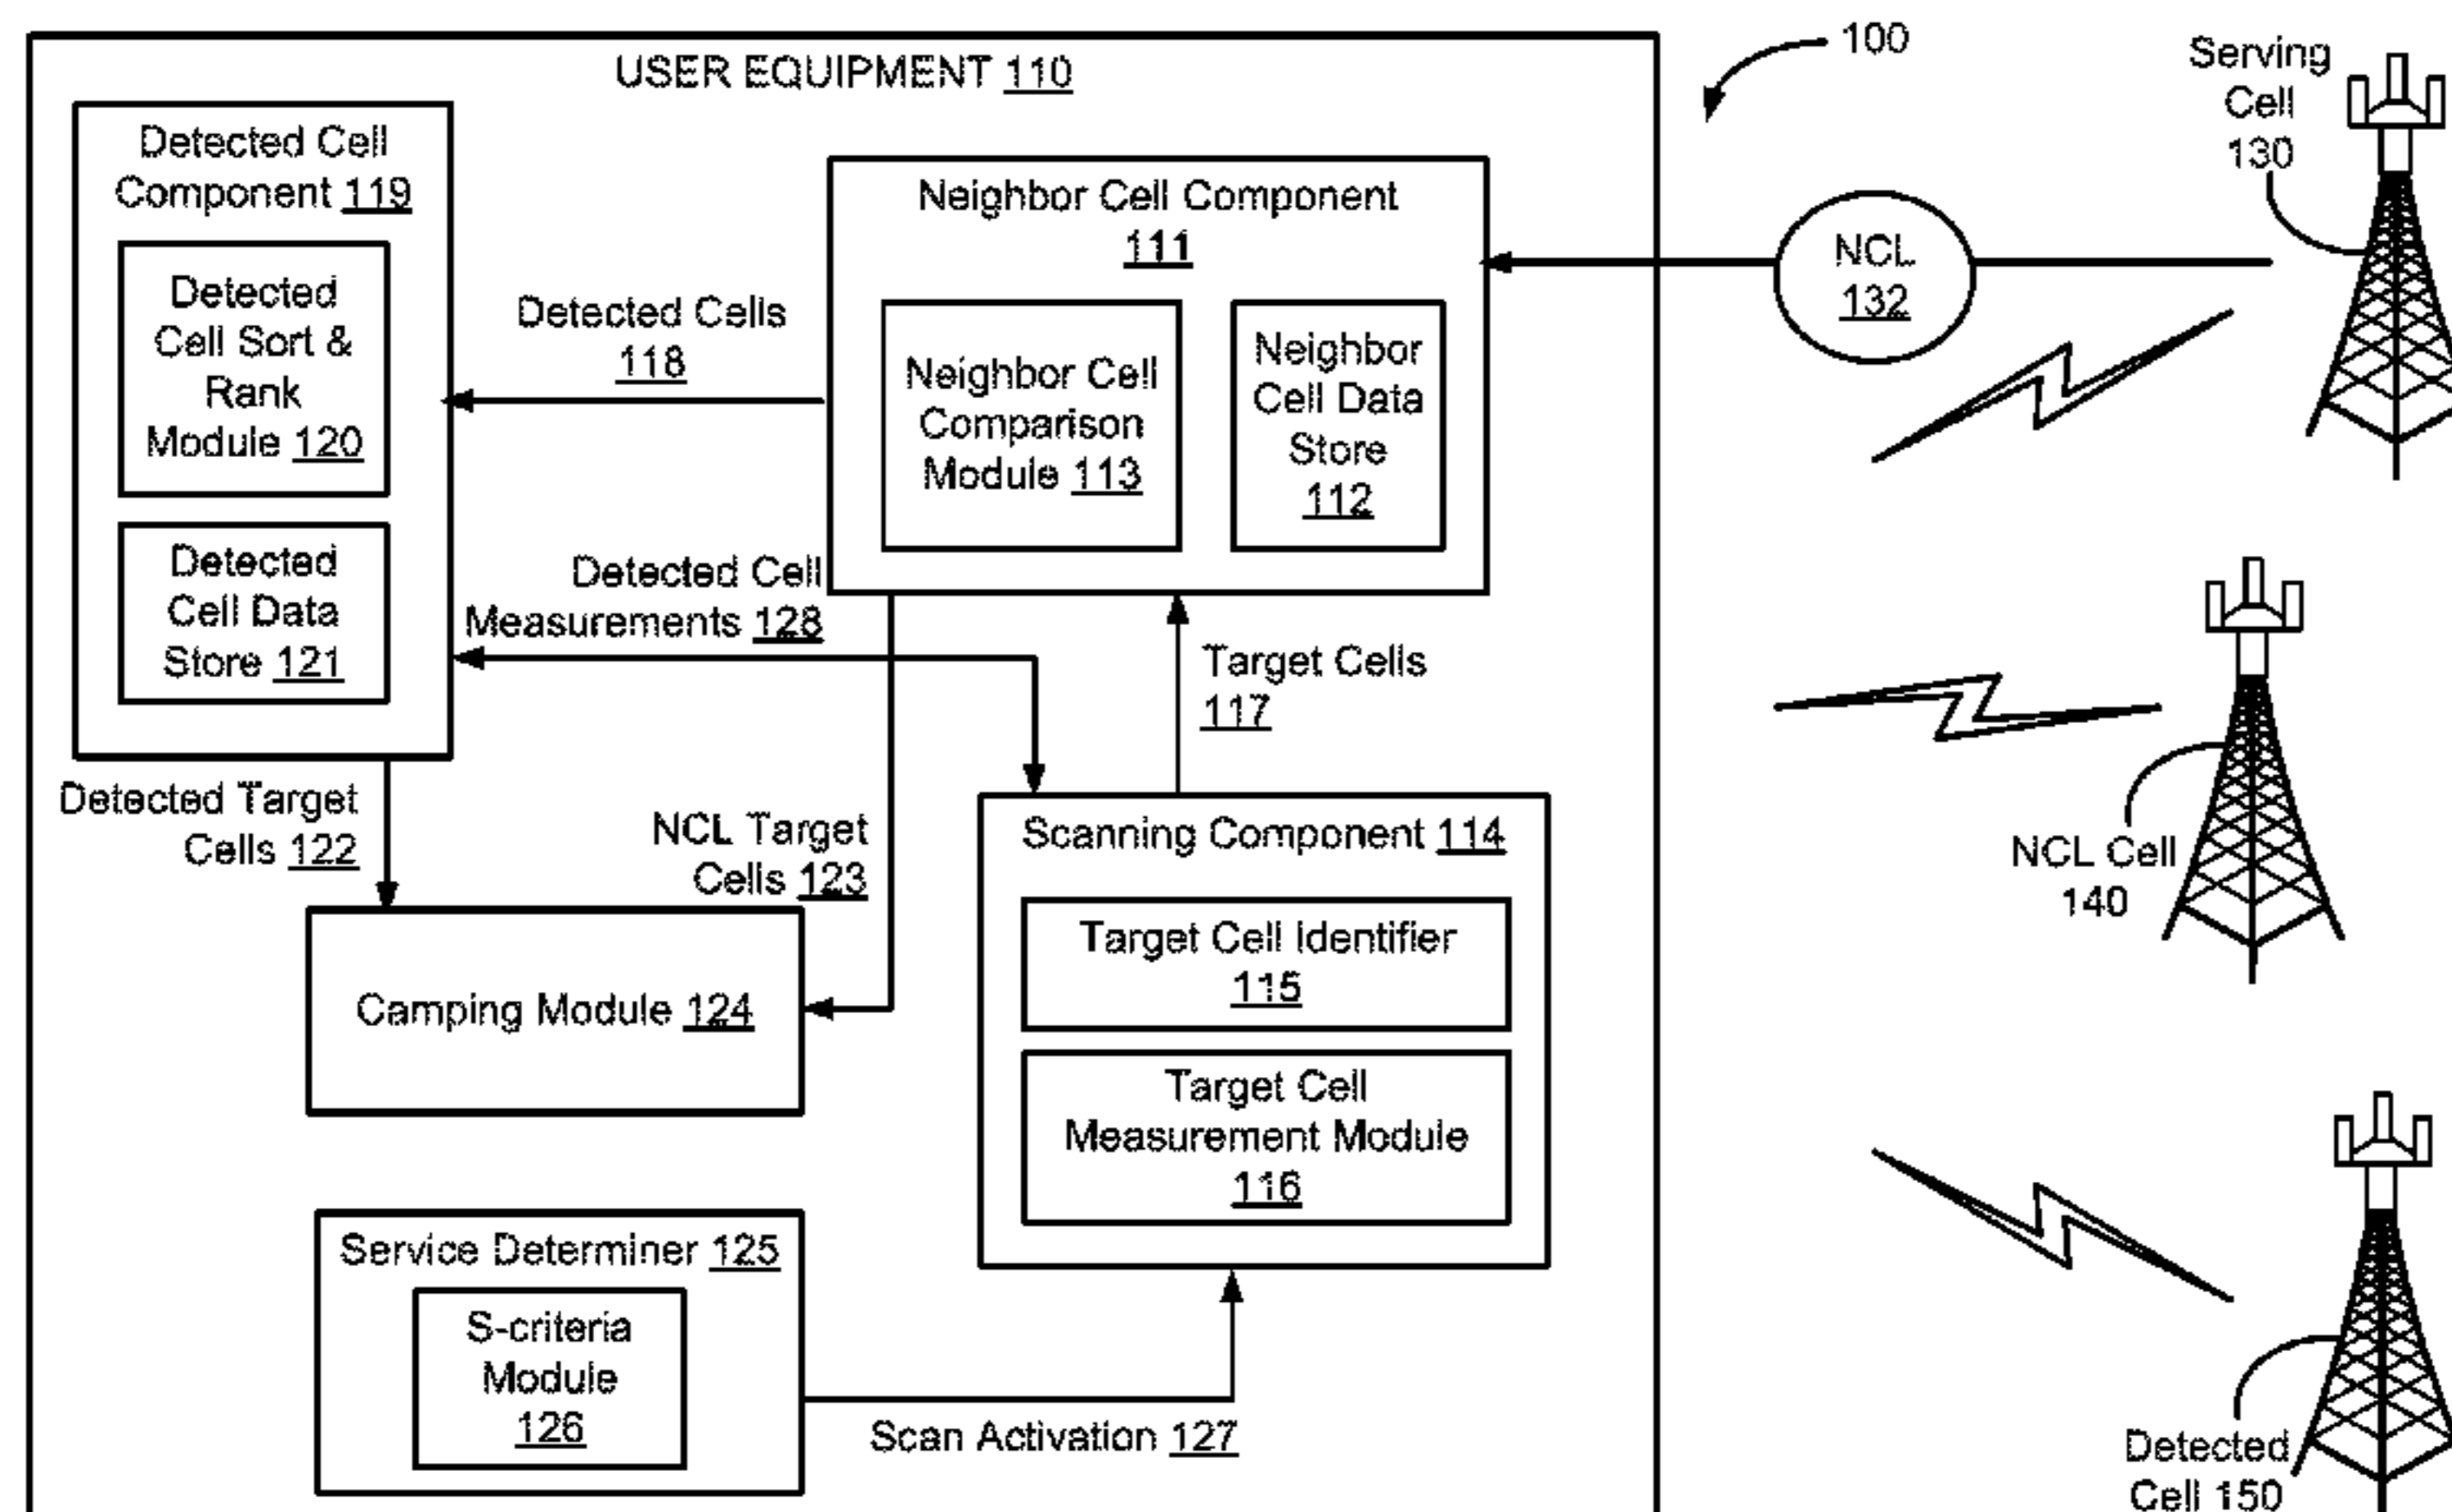 USER EQUIPMENT 110
100
Serving
Cell
130
Detected Cell
Component 119
Detected
Cell Sort &
Rank
Module 120
Detected
Cell Data
Store 121
Detected Cells
118
Neighbor Cell Component
111
Neighbor Cell
Comparison
Module 113
Neighbor
Cell Data
Store
112
NCL
132
Detected Cell
Measurements 128
Target Cells
117
NCL Cell
140
Detected Target
Cells 122
NCL Target
Cells 123
Camping Module 124
Scanning Component 114
Target Cell Identifier
115
Target Cell
Measurement Module
116
Service Determiner 125
S-criteria
Module
126
Scan Activation 127
Detected
Cell 150